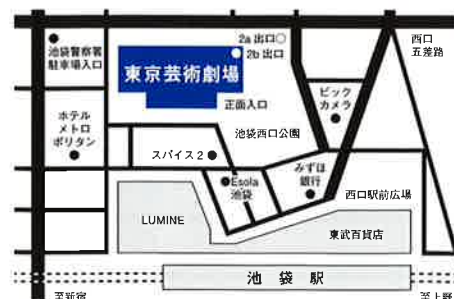 2a 出口
2b 出口
西口
五差路
池袋警察署
駐車場入口
東京芸術劇場
正面入口
ビック
カメラ
ホテル
メトロ
ポリタン
池袋西口公園
スパイス2
Esola
池袋
みずほ
銀行
西口駅前広場
LUMINE
東武百貨店
池袋駅
至新宿
至上野